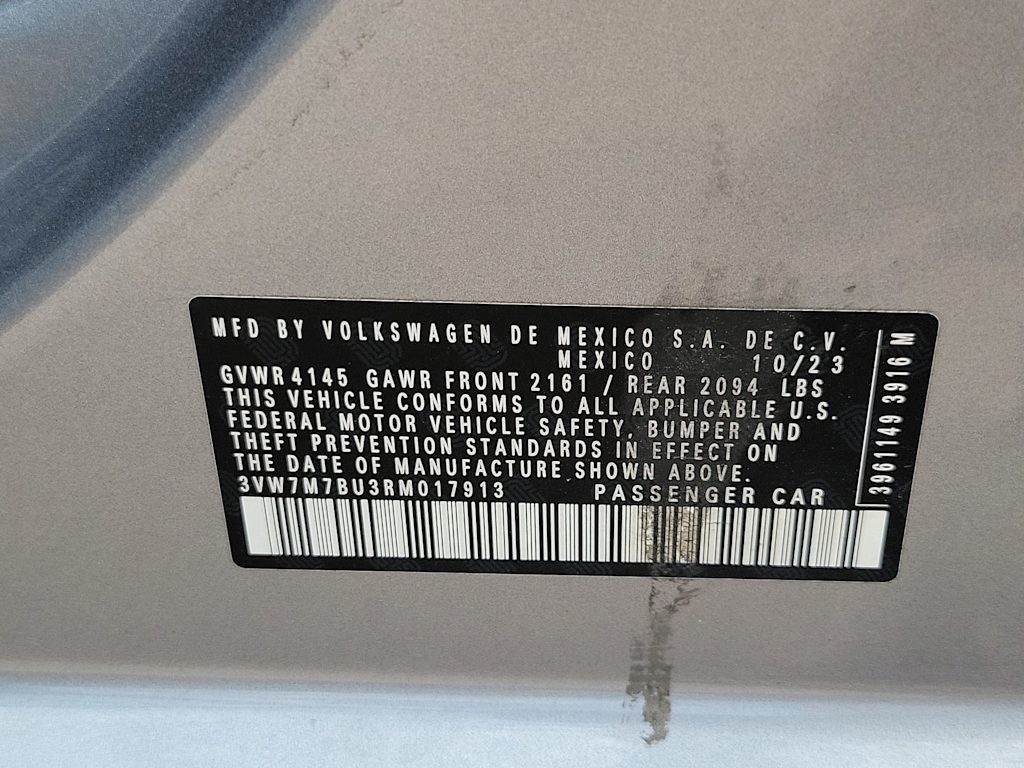 MFD BY VOLKSWAGEN DE MEXICO S.A. DE C.V.
MEXICO 10/23
GVWR 4145 GAWR FRONT 2161 / REAR 2094 LBS
THIS VEHICLE CONFORMS TO ALL APPLICABLE U.S.
FEDERAL MOTOR VEHICLE SAFETY, BUMPER AND
THEFT PREVENTION STANDARDS IN EFFECT ON
THE DATE OF MANUFACTURE SHOWN ABOVE.
3VW7M7BU3RM017913 PASSENGER CAR
3961149 3916 M